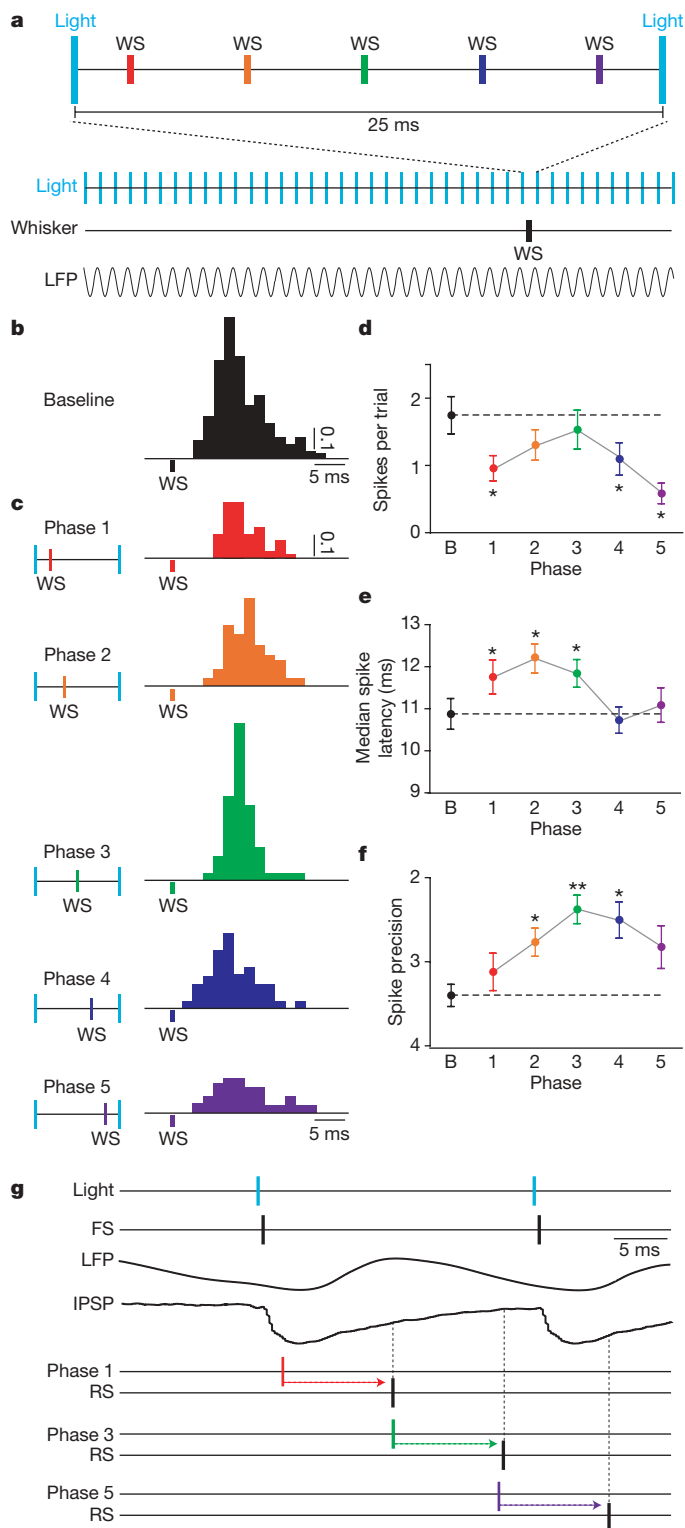 a
Light Light
WS WS WS WS WS
25 ms
Light
Whisker
WS
LFP
b
Baseline
0.1
5 ms
WS
c
Phase 1
0.1
WS WS
Phase 2
WS WS
Phase 3
WS WS
Phase 4
WS WS
Phase 5
WS WS
5 ms
d
Spikes per trial
2
1
0
* * *
B 1 2 3 4 5
Phase
e
Median spike
latency (ms)
13
12
11
10
9
* * *
B 1 2 3 4 5
Phase
f
Spike precision
2
3
4
* ** *
B 1 2 3 4 5
Phase
g
Light
FS
5 ms
LFP
IPSP
Phase 1
RS
Phase 3
RS
Phase 5
RS